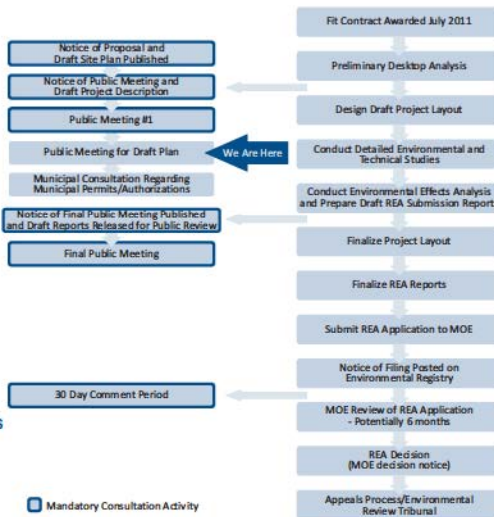 Notice of Proposal and
Draft Site Plan Published
Notice of Public Meeting and
Draft Project Description
Public Meeting #1
Public Meeting for Draft Plan
We Are Here
Municipal Consultation Regarding
Municipal Permits/Authorizations
Notice of Final Public Meeting Published
and Draft Reports Released for Public Review
Final Public Meeting
30 Day Comment Period
S
Mandatory Consultation Activity
Fit Contract Awarded July 2011
Preliminary Desktop Analysis
Design Draft Project Layout
Conduct Detailed Environmental and
Technical Studies
Conduct Environmental Effects Analysis
and Prepare Draft REA Submission Report
Finalize Project Layout
Finalize REA Reports
Submit REA Application to MOE
Notice of Filing Posted on
Environmental Registry
MOE Review of REA Application
- Potentially 6 months
REA Decision
(MOE decision notice)
Appeals Process/Environmental
Review Tribunal